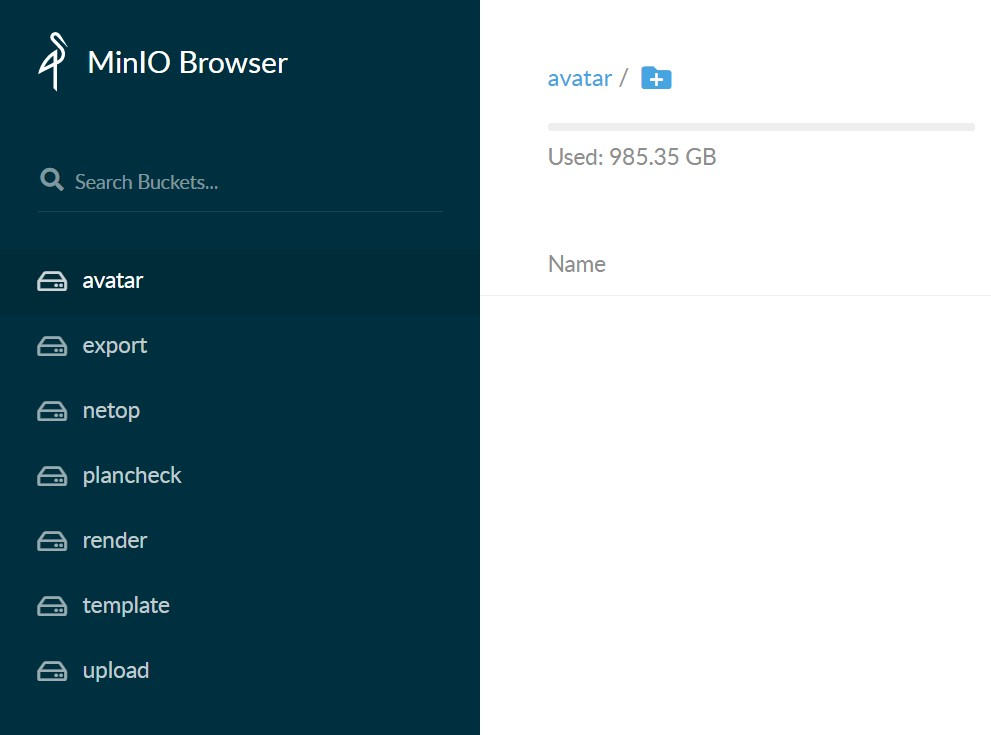 MinIO Browser
Search Buckets...
avatar
export
netop
plancheck
render
template
upload
avatar /
Used: 985.35 GB
Name